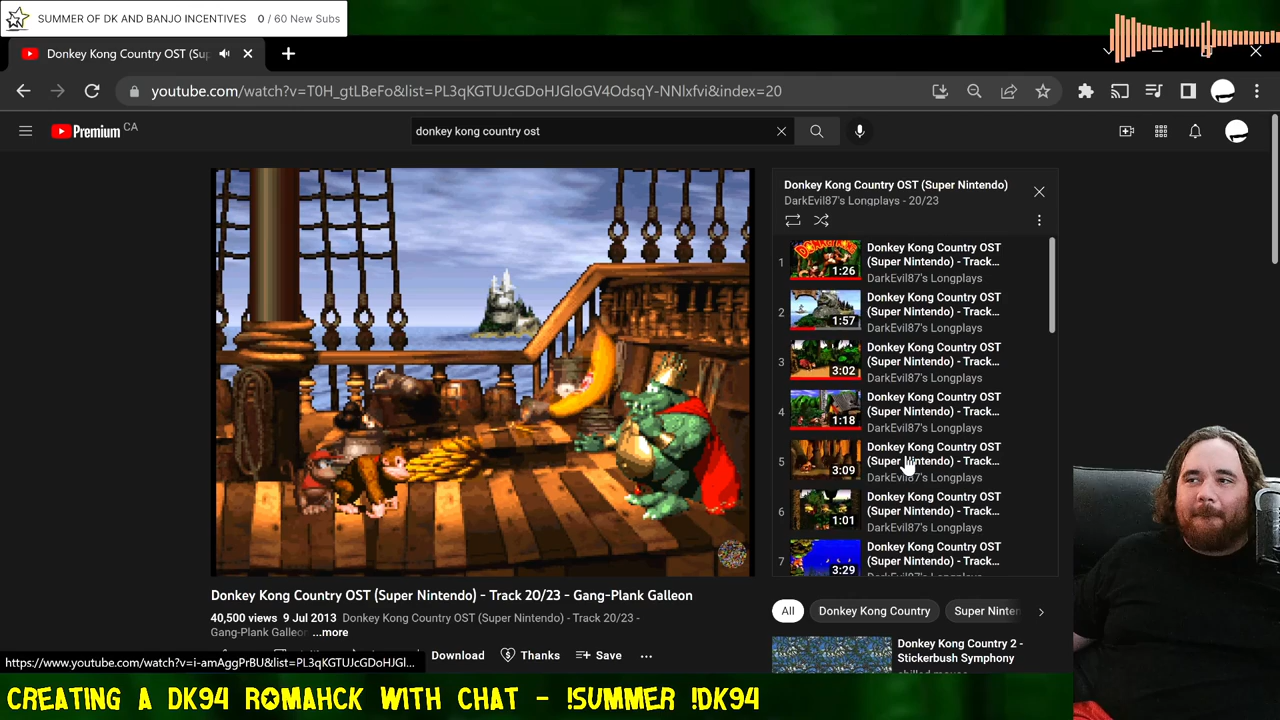 SUMMER OF DK AND BANJO INCENTIVES 0 / 60 New Subs
Donkey Kong Country OST (Sup
youtube.com/watch?v=T0H_gtLBeFo&list=PL3qKGTUJcGDoHJGloGV4OdsqY-NNlxfvi&index=20
Premium CA
donkey kong country ost
Donkey Kong Country OST (Super Nintendo)
DarkEvil87's Longplays - 20/23
1
1:26
Donkey Kong Country OST
(Super Nintendo) - Track...
DarkEvil87's Longplays
2
1:57
Donkey Kong Country OST
(Super Nintendo) - Track...
DarkEvil87's Longplays
3
3:02
Donkey Kong Country OST
(Super Nintendo) - Track...
DarkEvil87's Longplays
4
1:18
Donkey Kong Country OST
(Super Nintendo) - Track...
DarkEvil87's Longplays
5
3:09
Donkey Kong Country OST
(Super Nintendo) - Track...
DarkEvil87's Longplays
6
1:01
Donkey Kong Country OST
(Super Nintendo) - Track...
DarkEvil87's Longplays
7
3:29
Donkey Kong Country OST
(Super Nintendo) - Track...
Donkey Kong Country OST (Super Nintendo) - Track 20/23 - Gang-Plank Galleon
40,500 views 9 Jul 2013 Donkey Kong Country OST (Super Nintendo) - Track 20/23 -
Gang-Plank Galleon ...more
Download Thanks Save ...
All Donkey Kong Country Super Ninten
Donkey Kong Country 2 -
Stickerbush Symphony
https://www.youtube.com/watch?v=i-amAggPrBU&list=PL3qKGTUJcGDoHJGl...
CREATING A DK94 ROMAHCK WITH CHAT - !SUMMER !DK94